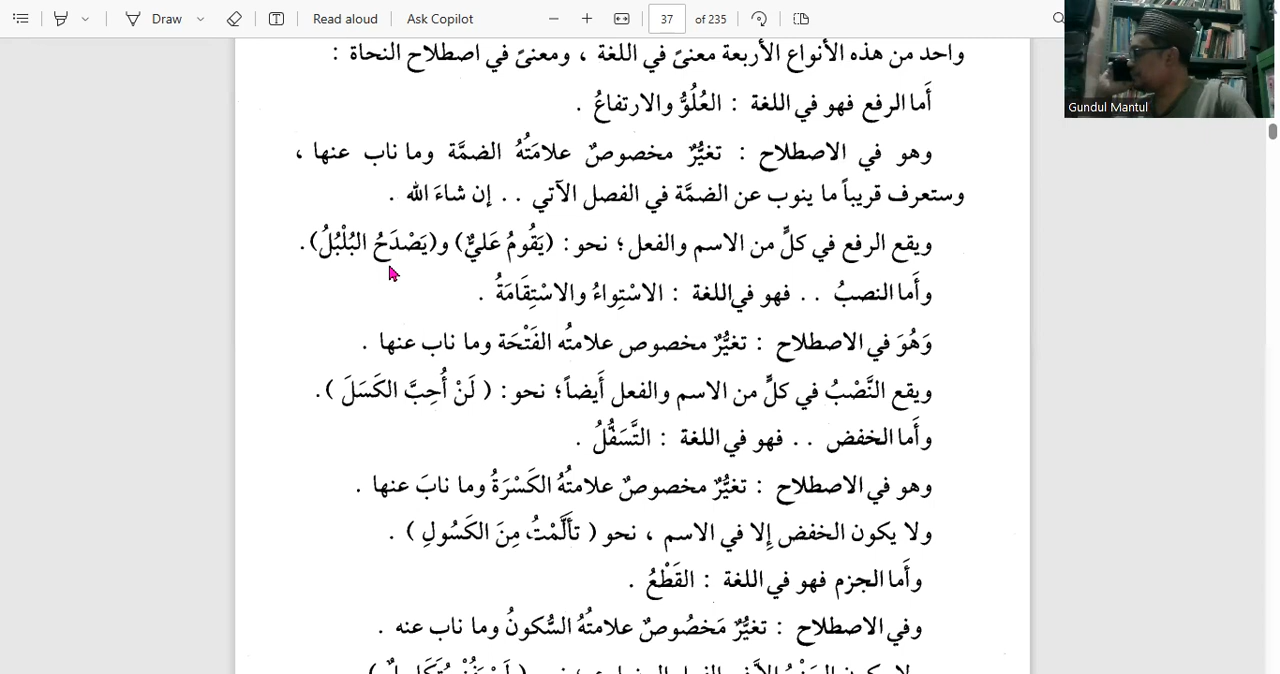 Draw
Read aloud
Ask Copilot
37 of 235
Gundul Mantul
واحد من هذه الأنواع الأربعة معنىً في اللغة ، ومعنىً في اصطلاح النحاة :
أَما الرفع فهو في اللغة : العُلُوُّ والارتفاعُ .
وهو في الاصطلاح : تغيُّرٌ مخصوصٌ علامَتُهُ الضمَّة وما ناب عنها ،
وستعرف قريباً ما ينوب عن الضمَّة في الفصل الآتي . . إن شاءَ الله .
ويقع الرفع في كلٍّ من الاسم والفعل ؛ نحو : (يَقُومُ عَليٌّ) و(يَصْدَحُ البُلْبُلُ) .
وأَما النصبُ . . فهو في اللغة : الاسْتِواءُ والاسْتِقَامَةُ .
وَهُوَ في الاصطلاح : تغيُّرٌ مخصوص علامتُه الفَتْحَة وما ناب عنها .
ويقع النَّصْبُ في كلٍّ من الاسم والفعل أَيضاً ؛ نحو : ( لَنْ أُحِبَّ الكَسَلَ ) .
وأَما الخفض . . فهو في اللغة : التَّسَفُّلُ .
وهو في الاصطلاح : تغيُّرٌ مخصوصٌ علامتُهُ الكَسْرَةُ وما نابَ عنها .
ولا يكون الخفض إِلا في الاسم ، نحو ( تأَلَّمْتُ مِنَ الكَسُولِ ) .
وأَما الجزم فهو في اللغة : القَطْعُ .
وفي الاصطلاح : تغيُّرٌ مَخصُوصٌ علامتُهُ السُّكونُ وما ناب عنه .